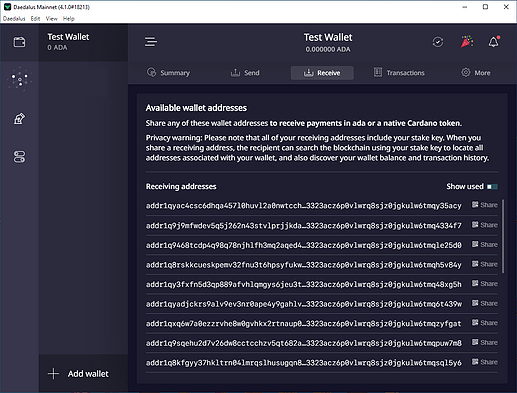 Daedalus Mainnet (4.1.0#18213)
Daedalus Edit View Help
Test Wallet
0 ADA
Test Wallet
0.000000 ADA
Summary Send Receive Transactions More
Available wallet addresses
Share any of these wallet addresses to receive payments in ada or a native Cardano token.
Privacy warning: Please note that all of your receiving addresses include your stake key. When you
share a receiving address, the recipient can search the blockchain using your stake key to locate all
addresses associated with your wallet, and also discover your wallet balance and transaction history.
Receiving addresses Show used
addr1qyac4csc6dhqa457l0huvl2a0nwtcch…3323acz6p0vlwrq8sjz0jgkulw6tmqy35acy Share
addr1q9j9mfwdev5q5j262n43stvlprjjkda…3323acz6p0vlwrq8sjz0jgkulw6tmq4334f7 Share
addr1q9468tcdp4q98q78njhlfh3mq2aqed4…3323acz6p0vlwrq8sjz0jgkulw6tmqle25d0 Share
addr1q8rskkcueskpemv32fnu3t6hpsyfukw…3323acz6p0vlwrq8sjz0jgkulw6tmqh5v84y Share
addr1qy3fxfn5d3qp889afvhlqmgys6jeu3t…3323acz6p0vlwrq8sjz0jgkulw6tmq48xg5h Share
addr1qyadjckrs9alv9ev3nr0ape4y9gahlv…3323acz6p0vlwrq8sjz0jgkulw6tmq6t439w Share
addr1qxq6w7a0ezzrvhe8w0gvhkx2rtnaup0…3323acz6p0vlwrq8sjz0jgkulw6tmqzyfgat Share
addr1q9sqehu2d7v26dw8cctcchzv5qt682a…3323acz6p0vlwrq8sjz0jgkulw6tmqpuw7m8 Share
addr1q8kfgyy37hkltrn04lmrqslhusugqn8…3323acz6p0vlwrq8sjz0jgkulw6tmqsql5y6 Share
Add wallet